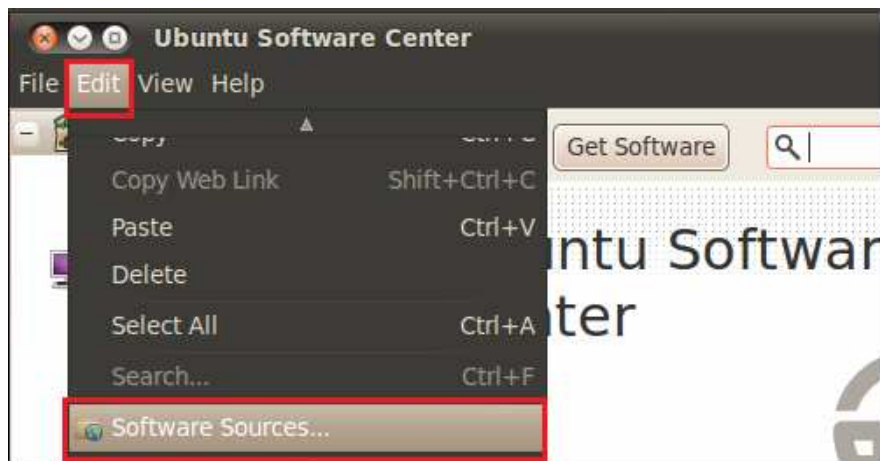 Ubuntu Software Center
File Edit View Help
Get Software
Copy Web Link Shift+Ctrl+C
Paste Ctrl+V
Delete
Select All Ctrl+A
Search... Ctrl+F
Software Sources...
untu Softwar
ter